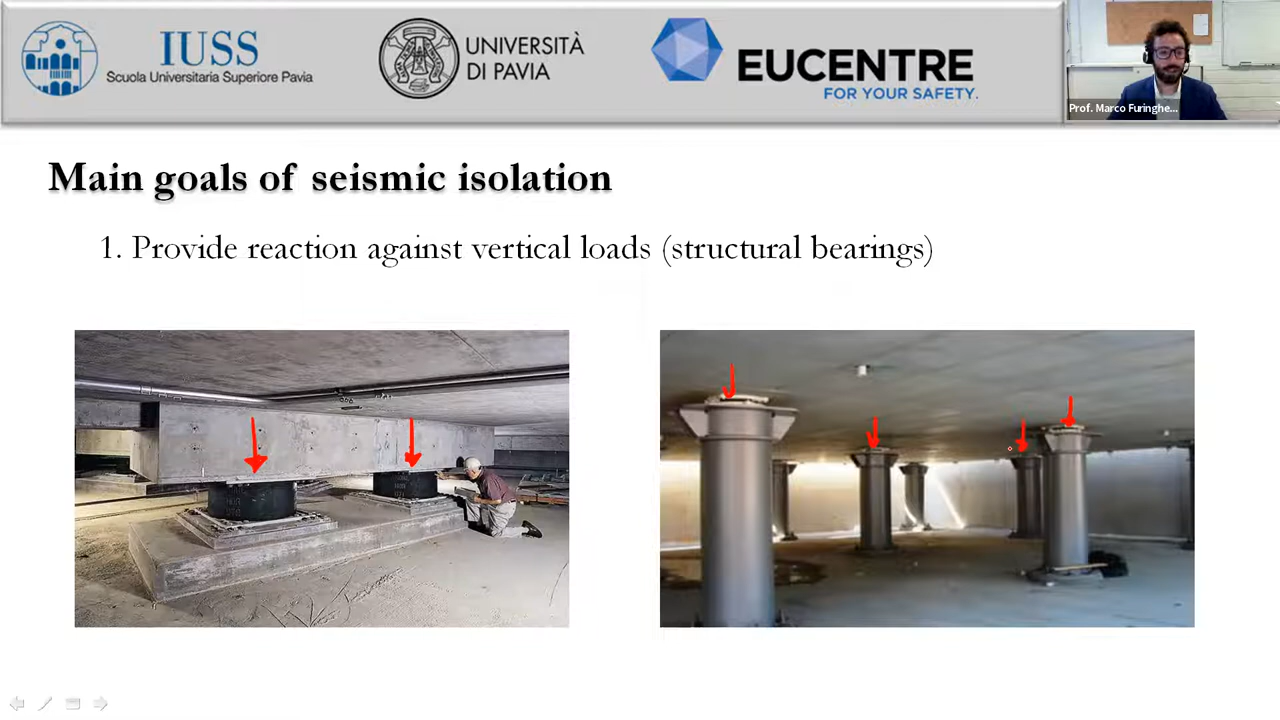 IUSS
Scuola Universitaria Superiore Pavia
UNIVERSITÀ
DI PAVIA
EUCENTRE
FOR YOUR SAFETY.
Prof. Marco Furinghe...
Main goals of seismic isolation
1. Provide reaction against vertical loads (structural bearings)